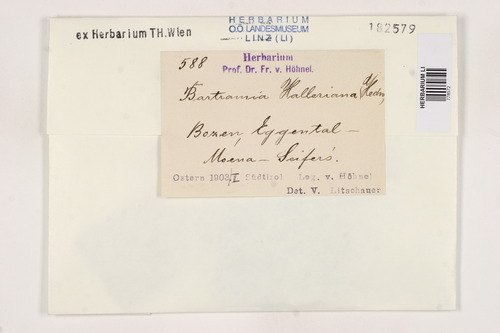 ex Herbarium TH.Wien
HERBARIUM
O.Ö. LANDESMUSEUM
LINZ (LI)
182579
588
Herbarium
Prof. Dr. Fr. v. Höhnel.
Bartramia Halleriana Hedw,
Bozen, Eggental –
Moena – Seifers.
Ostern 1903, Südtirol Leg. v. Höhnel
Det. V. Litschauer
HERBARIUM LI